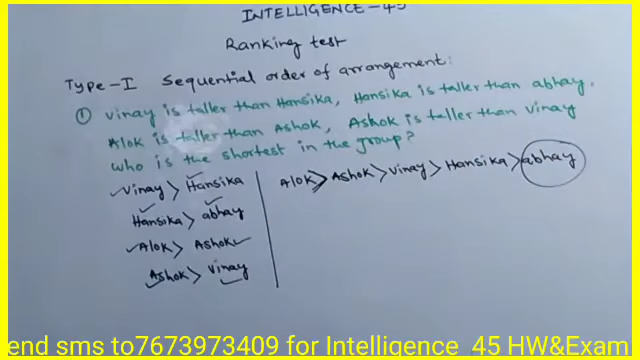 INTELLIGENCE - 45
Ranking test
Type-I Sequential order of arrangement:
① Vinay is taller than Hansika, Hansika is taller than abhay.
Alok is taller than Ashok, Ashok is taller than Vinay
Who is the shortest in the group?
Vinay > Hansika
Hansika > abhay
Alok > Ashok
Ashok > Vinay
Alok > Ashok > Vinay > Hansika > abhay
end sms to7673973409 for Intelligence 45 HW&Exam